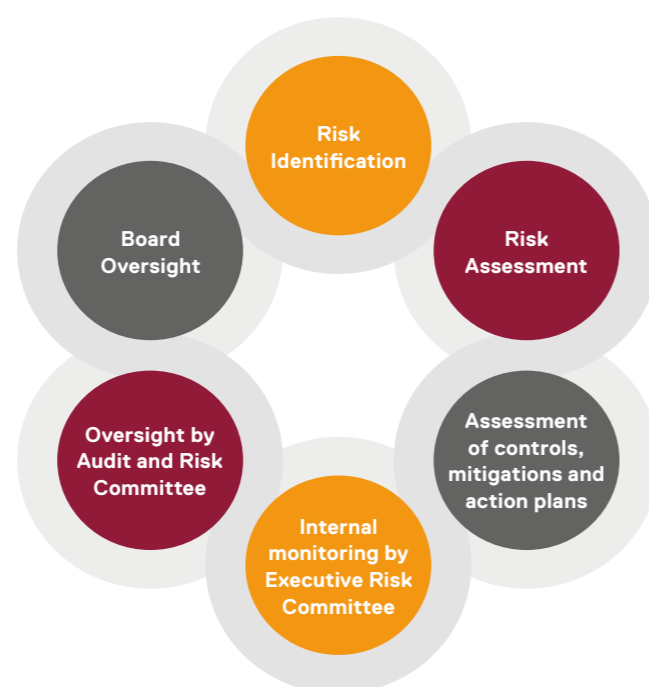 Risk
Identification
Risk
Assessment
Assessment
of controls,
mitigations and
action plans
Internal
monitoring by
Executive Risk
Committee
Oversight by
Audit and Risk
Committee
Board
Oversight